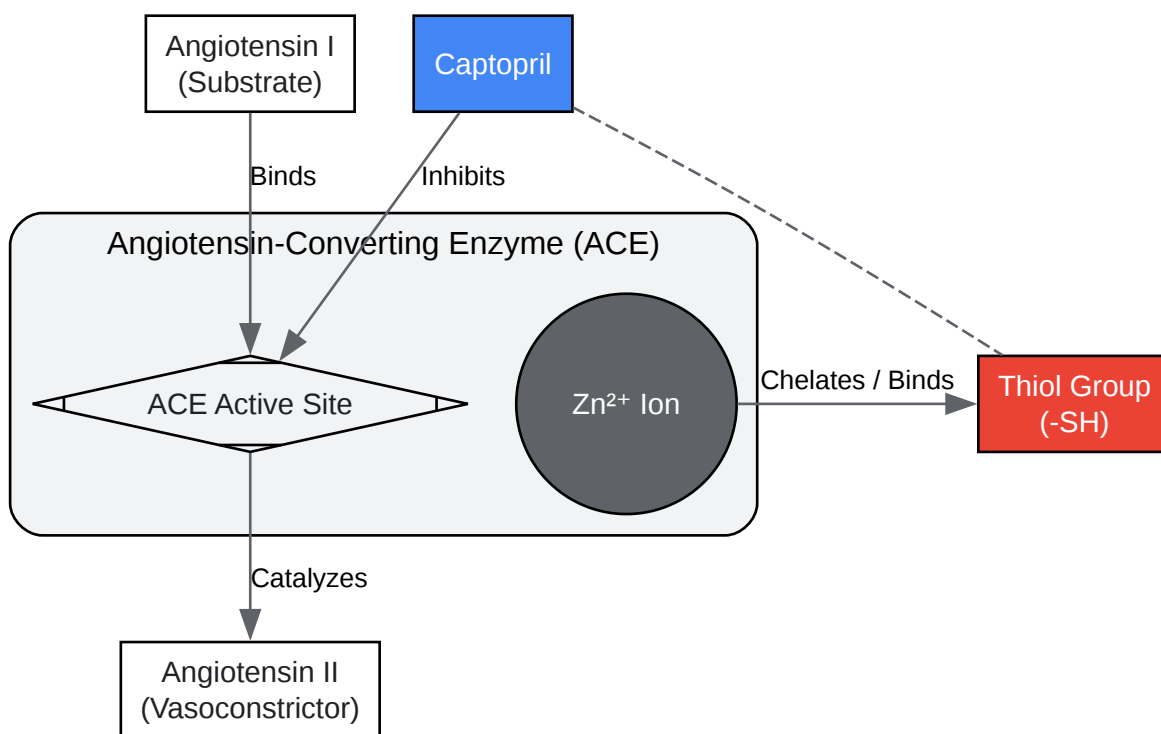 Angiotensin I
(Substrate)
Captopril
Binds
Inhibits
Angiotensin-Converting Enzyme (ACE)
ACE Active Site
Zn²⁺ Ion
Chelates / Binds
Thiol Group
(-SH)
Catalyzes
Angiotensin II
(Vasoconstrictor)